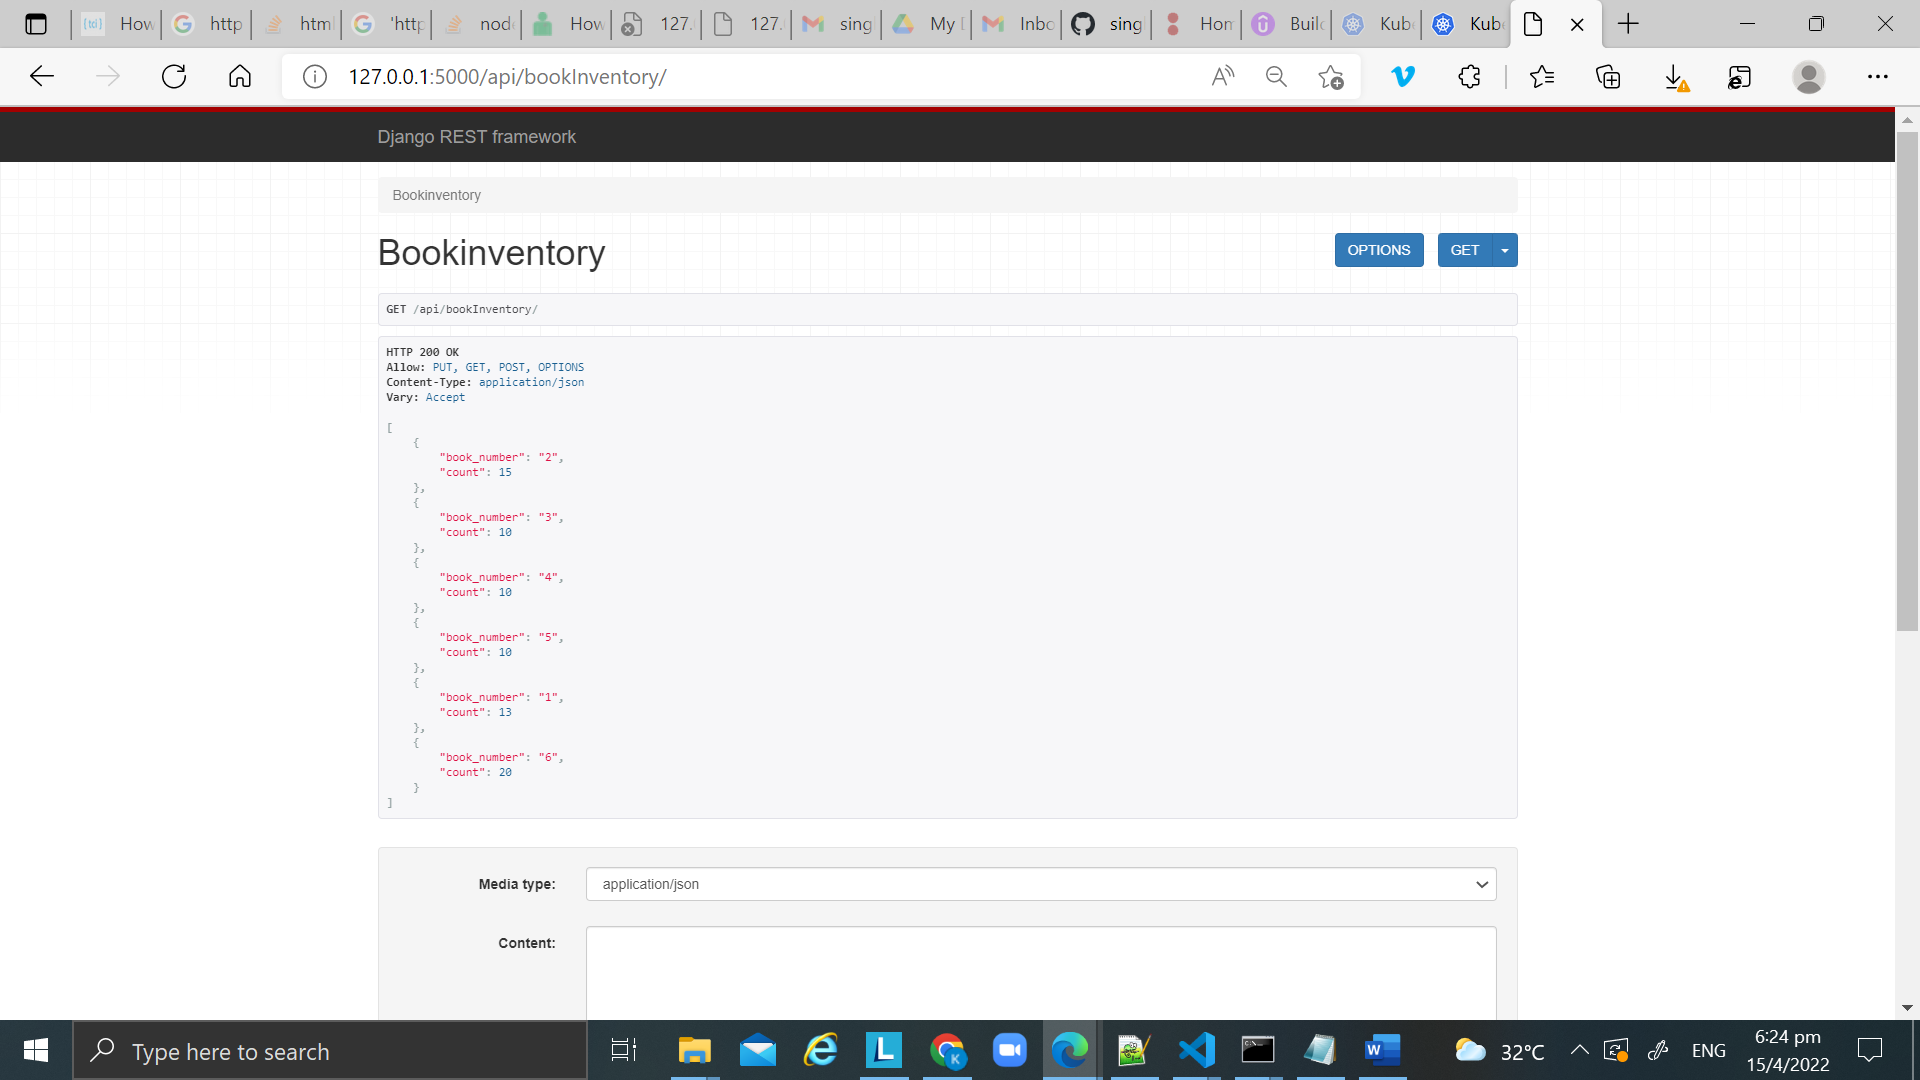 How
http
html
'http
node
How
127.
127.
sing
My D
Inbo
sing
Hom
Build
Kube
Kube
127.0.0.1:5000/api/bookInventory/
Django REST framework
Bookinventory
Bookinventory
OPTIONS
GET
GET /api/bookInventory/
HTTP 200 OK
Allow: PUT, GET, POST, OPTIONS
Content-Type: application/json
Vary: Accept
[
{
"book_number": "2",
"count": 15
},
{
"book_number": "3",
"count": 10
},
{
"book_number": "4",
"count": 10
},
{
"book_number": "5",
"count": 10
},
{
"book_number": "1",
"count": 13
},
{
"book_number": "6",
"count": 20
}
]
Media type:
application/json
Content:
Type here to search
32°C
ENG
6:24 pm
15/4/2022